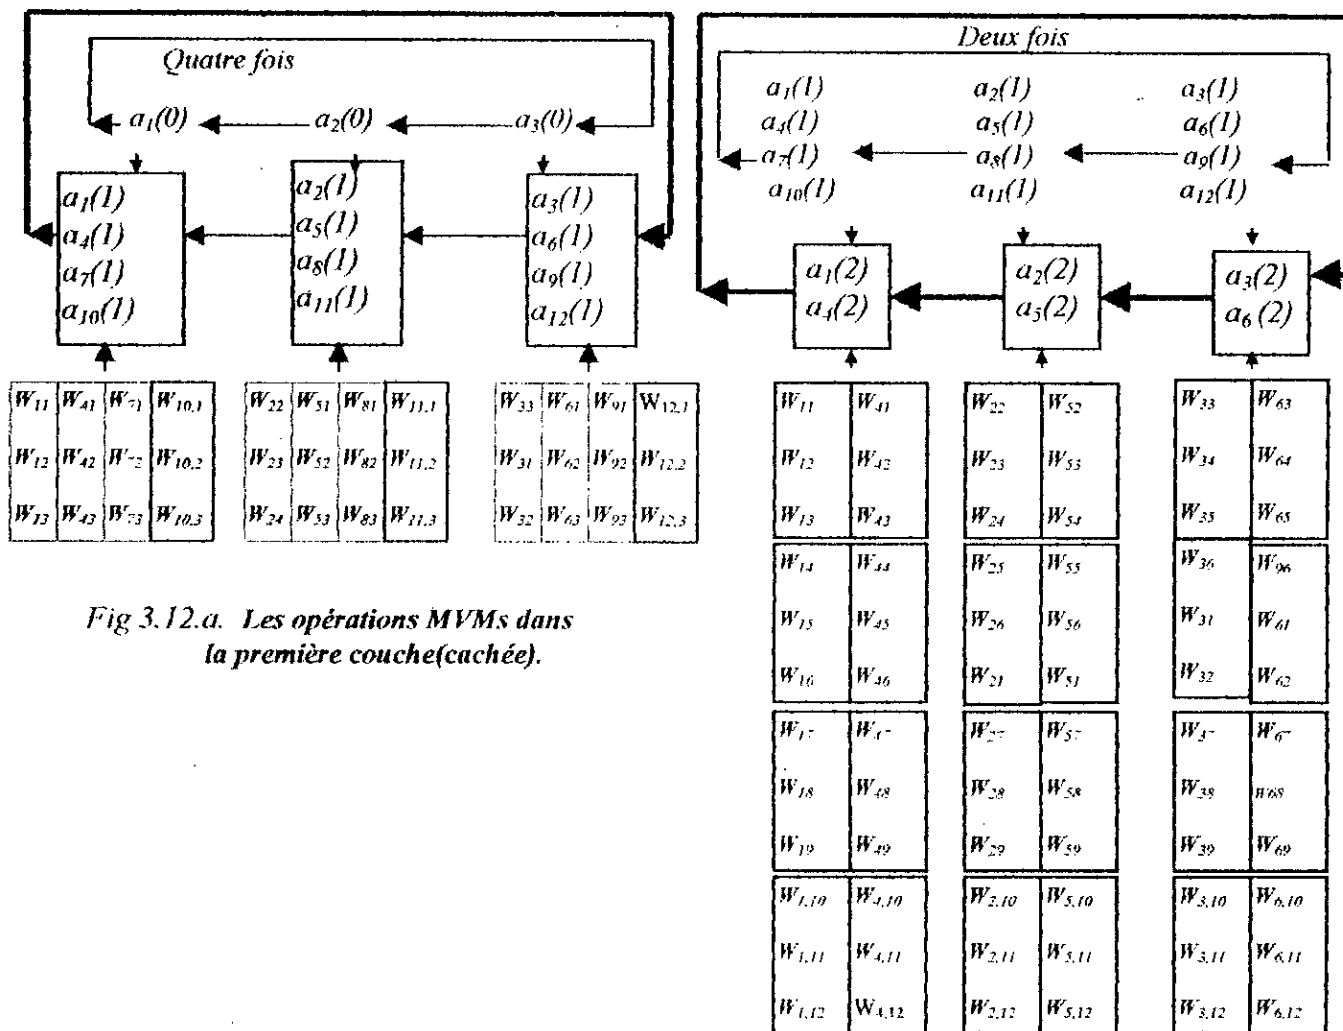 Quatre fois
a1(0) a2(0) a3(0)
a1(1)
a4(1)
a7(1)
a10(1)
a2(1)
a5(1)
a8(1)
a11(1)
a3(1)
a6(1)
a9(1)
a12(1)
W11 W41 W71 W10,1
W12 W42 W72 W10,2
W13 W43 W73 W10,3
W22 W51 W81 W11,1
W23 W52 W82 W11,2
W24 W53 W83 W11,3
W33 W61 W91 W12,1
W31 W62 W92 W12,2
W32 W63 W93 W12,3
Fig 3.12.a. Les opérations MVMs dans
la première couche(cachée).
Deux fois
a1(1) a2(1) a3(1)
a4(1) a5(1) a6(1)
a7(1) a8(1) a9(1)
a10(1) a11(1) a12(1)
a1(2)
a4(2)
a2(2)
a5(2)
a3(2)
a6(2)
W11 W41
W12 W42
W13 W43
W14 W44
W15 W45
W16 W46
W17 W47
W18 W48
W19 W49
W1,10 W4,10
W1,11 W4,11
W1,12 W4,12
W22 W52
W23 W53
W24 W54
W25 W55
W26 W56
W21 W51
W27 W57
W28 W58
W29 W59
W2,10 W5,10
W2,11 W5,11
W2,12 W5,12
W33 W63
W34 W64
W35 W65
W36 W96
W31 W61
W32 W62
W37 W67
W38 W68
W39 W69
W3,10 W6,10
W3,11 W6,11
W3,12 W6,12